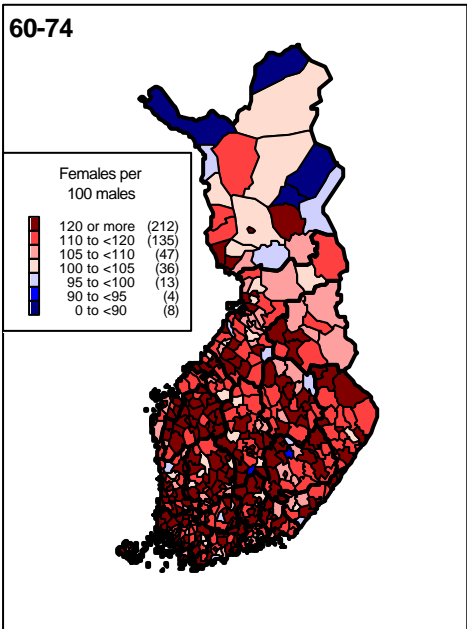 60-74
Females per
100 males
120 or more (212)
110 to <120 (135)
105 to <110 (47)
100 to <105 (36)
95 to <100 (13)
90 to <95 (4)
0 to <90 (8)